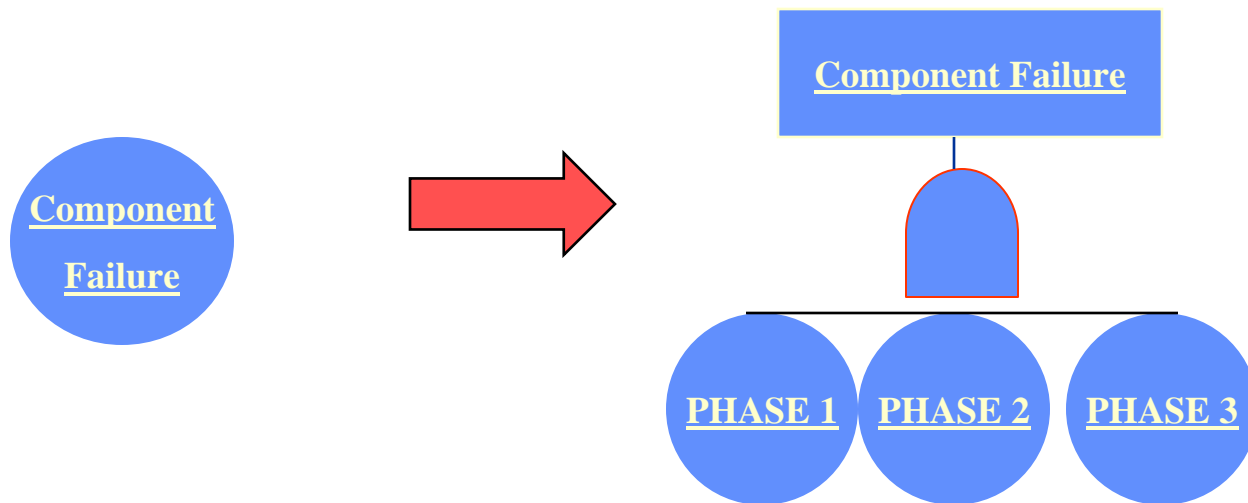 Component
Failure
Component Failure
PHASE 1
PHASE 2
PHASE 3